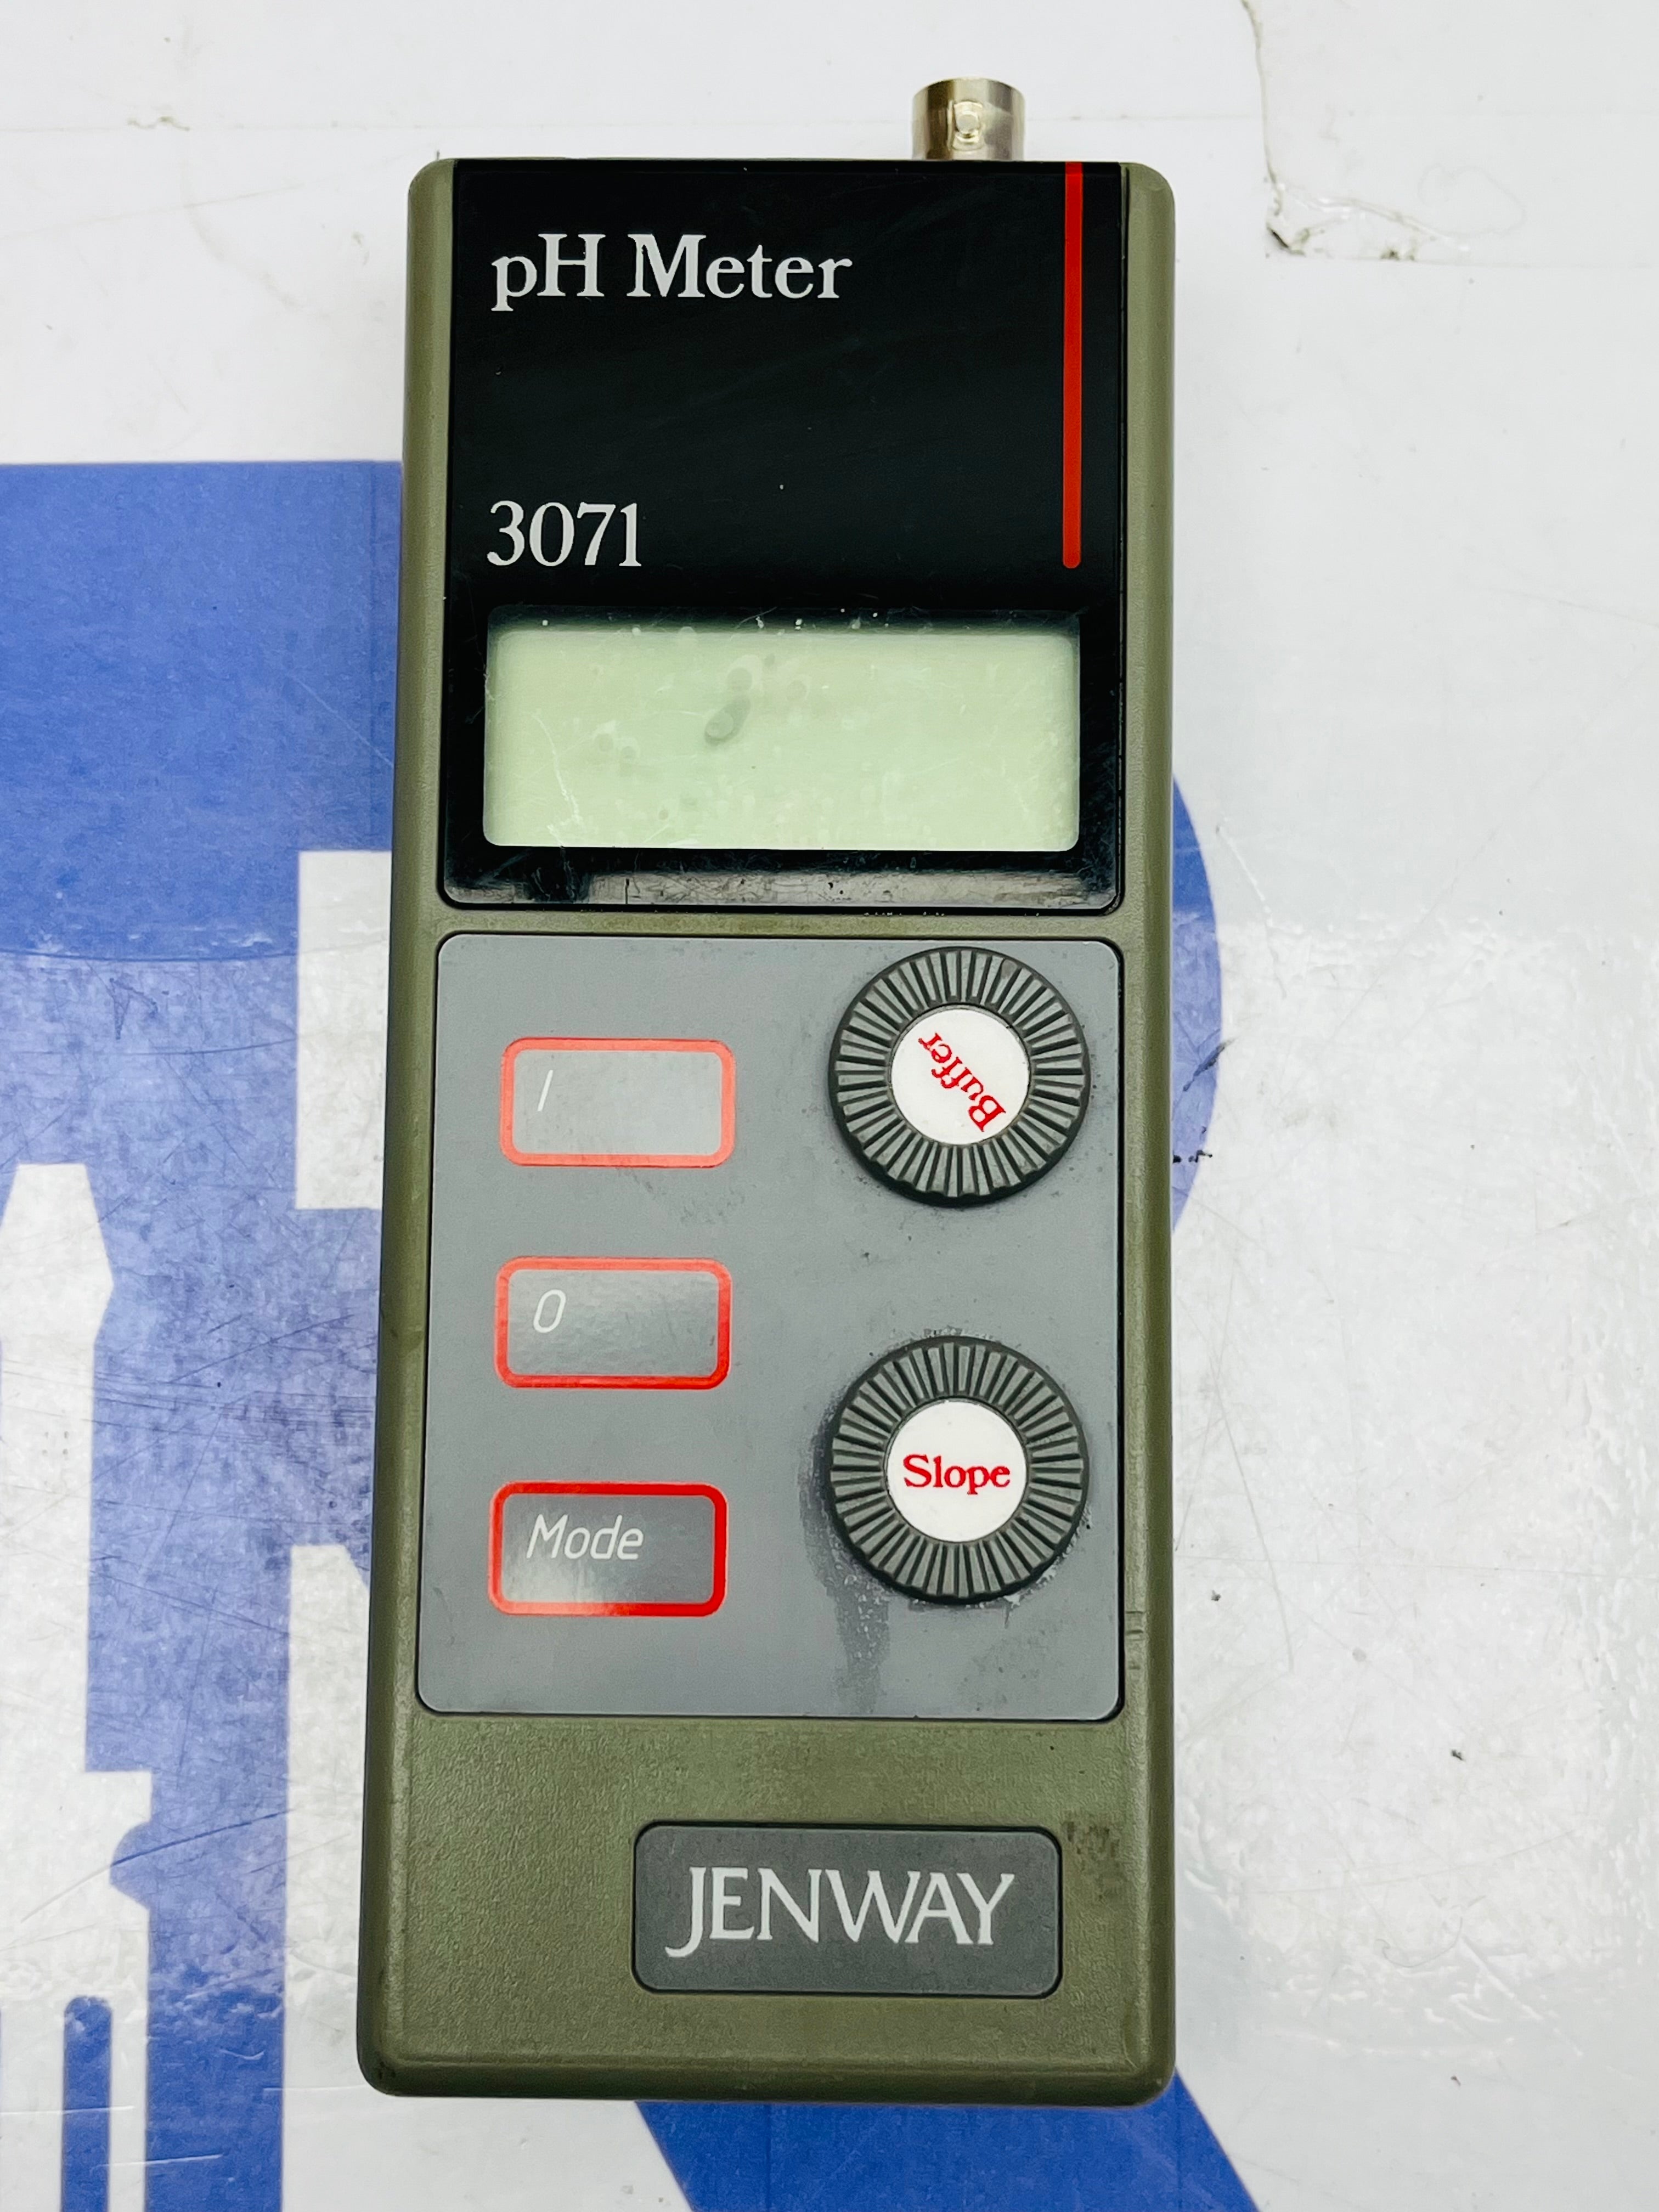 pH Meter
3071
I
Buffer
O
Slope
Mode
JENWAY